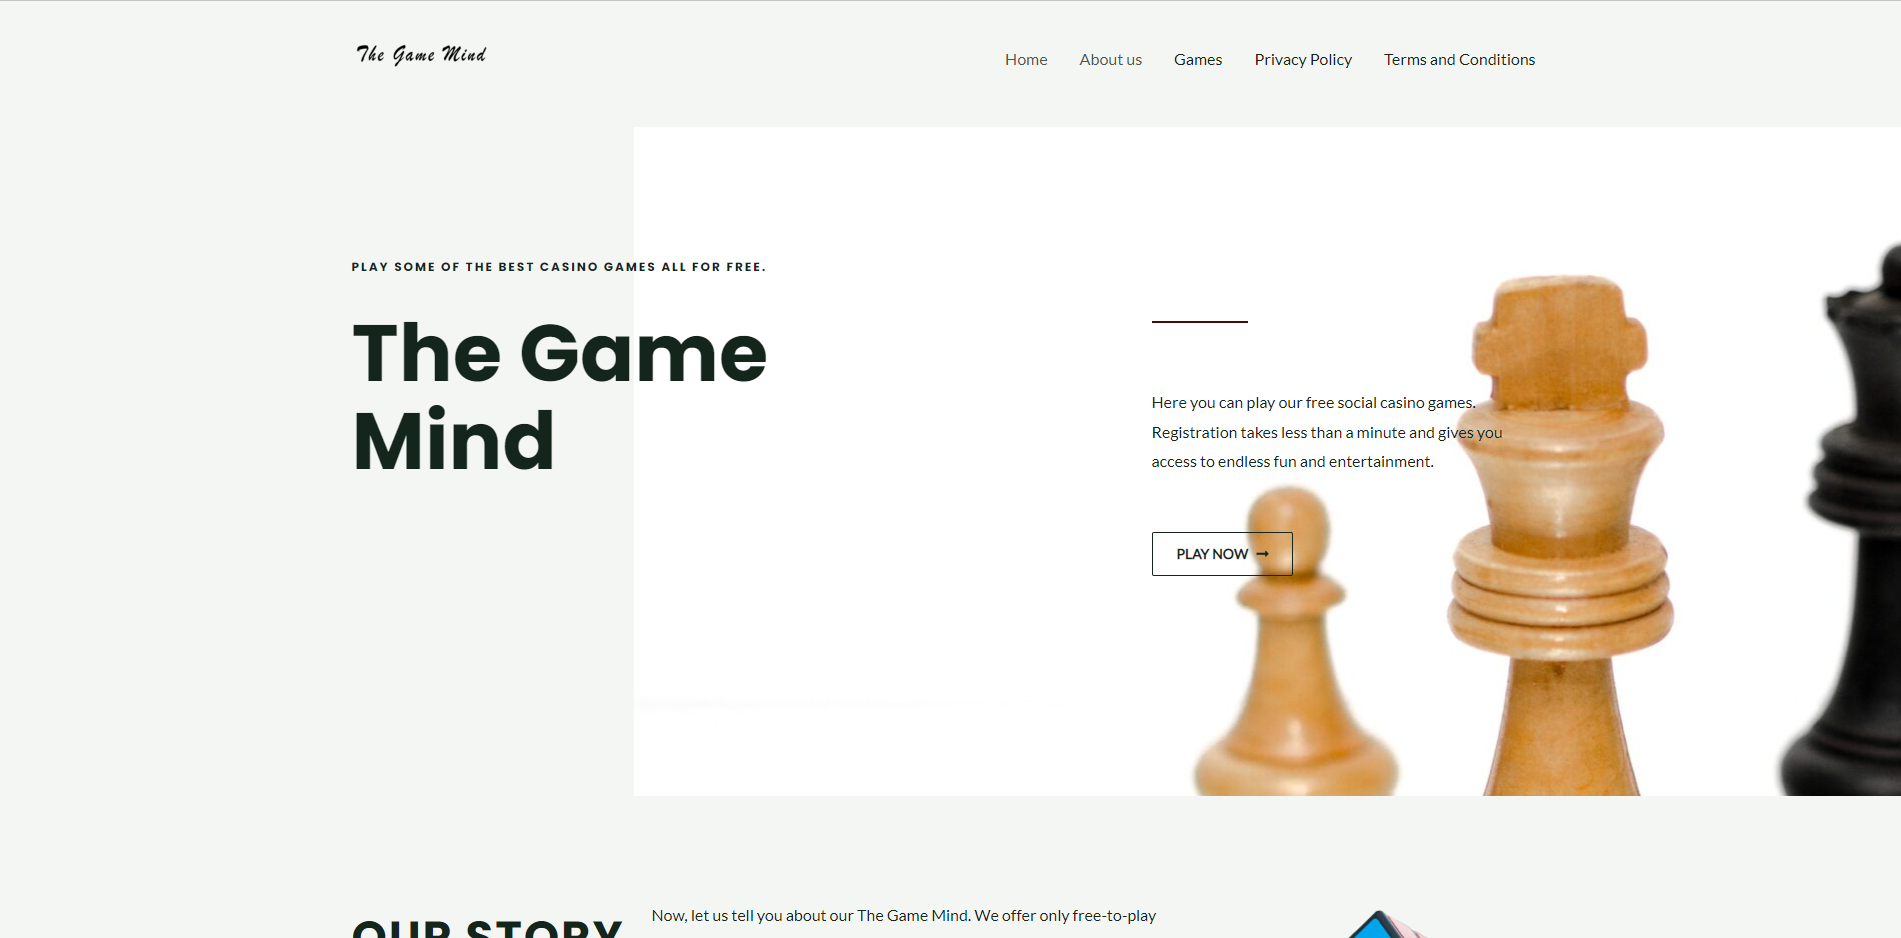 The Game Mind
Home
About us
Games
Privacy Policy
Terms and Conditions
PLAY SOME OF THE BEST CASINO GAMES ALL FOR FREE.
The Game
Mind
Here you can play our free social casino games.
Registration takes less than a minute and gives you
access to endless fun and entertainment.
PLAY NOW
OUR STORY
Now, let us tell you about our The Game Mind. We offer only free-to-play